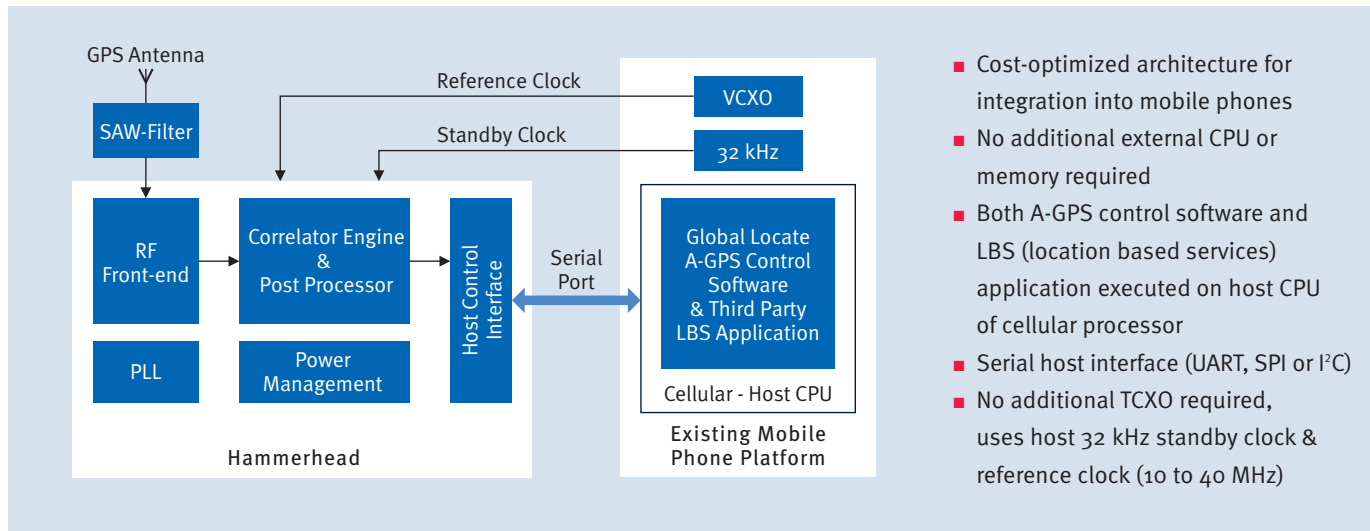 GPS Antenna
SAW-Filter
Reference Clock
Standby Clock
VCXO
32 kHz
RF
Front-end
Correlator Engine
&
Post Processor
Host Control
Interface
PLL
Power
Management
Hammerhead
Serial
Port
Global Locate
A-GPS Control
Software
& Third Party
LBS Application
Cellular - Host CPU
Existing Mobile
Phone Platform
Cost-optimized architecture for
integration into mobile phones
No additional external CPU or
memory required
Both A-GPS control software and
LBS (location based services)
application executed on host CPU
of cellular processor
Serial host interface (UART, SPI or I²C)
No additional TCXO required,
uses host 32 kHz standby clock &
reference clock (10 to 40 MHz)